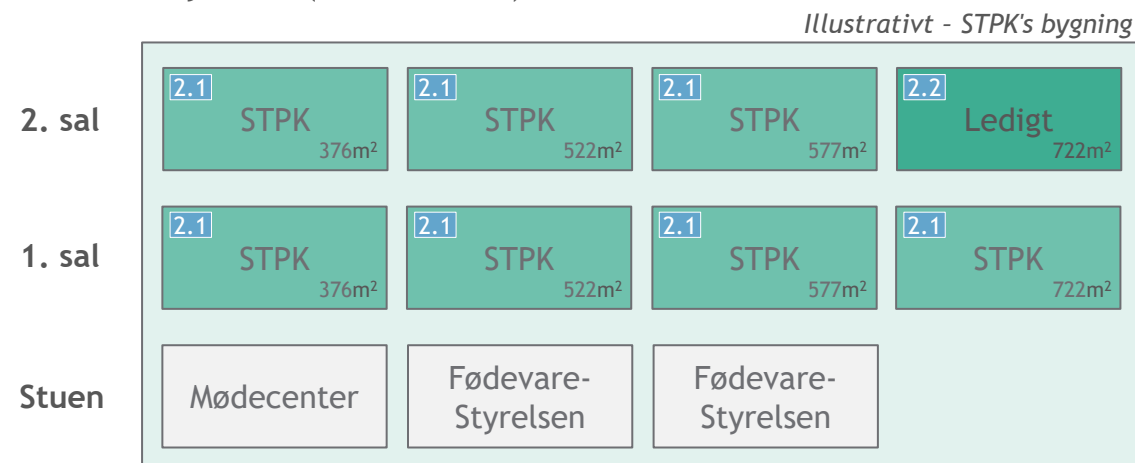 Illustrativt – STPK's bygning
2. sal
2.1
STPK
376m²
2.1
STPK
522m²
2.1
STPK
577m²
2.2
Ledigt
722m²
1. sal
2.1
STPK
376m²
2.1
STPK
522m²
2.1
STPK
577m²
2.1
STPK
722m²
Stuen
Mødecenter
Fødevare-
Styrelsen
Fødevare-
Styrelsen